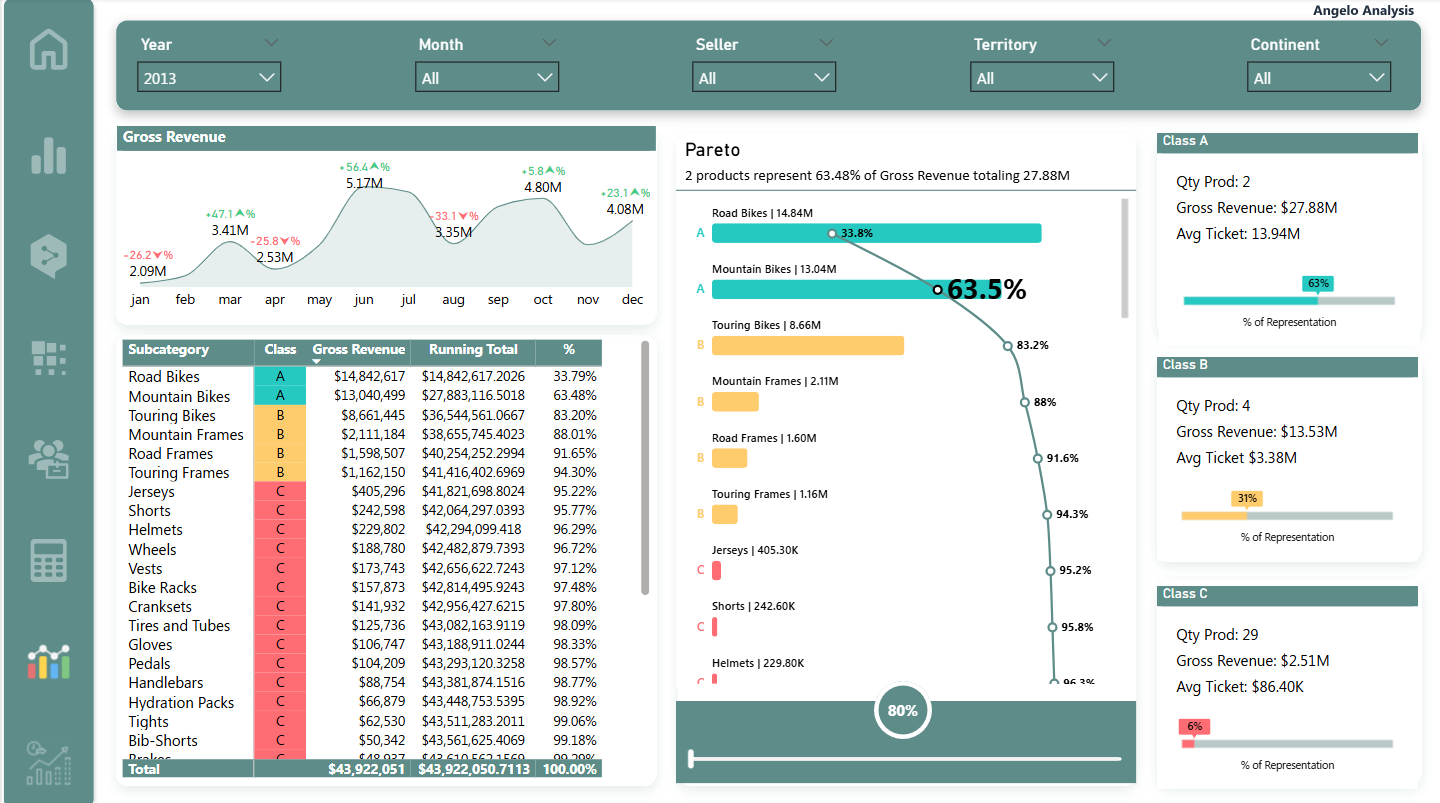 Angelo Analysis
Year Month Seller Territory Continent
2013 All All All All
Gross Revenue
-26.2 % 2.09M
+47.1 % 3.41M
-25.8 % 2.53M
+56.4 % 5.17M
-33.1 % 3.35M
+5.8 % 4.80M
+23.1 % 4.08M
jan feb mar apr may jun jul aug sep oct nov dec
Subcategory Class Gross Revenue Running Total %
Road Bikes A $14,842,617 $14,842,617.2026 33.79%
Mountain Bikes A $13,040,499 $27,883,116.5018 63.48%
Touring Bikes B $8,661,445 $36,544,561.0667 83.20%
Mountain Frames B $2,111,184 $38,655,745.4023 88.01%
Road Frames B $1,598,507 $40,254,252.2994 91.65%
Touring Frames B $1,162,150 $41,416,402.6969 94.30%
Jerseys C $405,296 $41,821,698.8024 95.22%
Shorts C $242,598 $42,064,297.0393 95.77%
Helmets C $229,802 $42,294,099.418 96.29%
Wheels C $188,780 $42,482,879.7393 96.72%
Vests C $173,743 $42,656,622.7243 97.12%
Bike Racks C $157,873 $42,814,495.9243 97.48%
Cranksets C $141,932 $42,956,427.6215 97.80%
Tires and Tubes C $125,736 $43,082,163.9119 98.09%
Gloves C $106,747 $43,188,911.0244 98.33%
Pedals C $104,209 $43,293,120.3258 98.57%
Handlebars C $88,754 $43,381,874.1516 98.77%
Hydration Packs C $66,879 $43,448,753.5395 98.92%
Tights C $62,530 $43,511,283.2011 99.06%
Bib-Shorts C $50,342 $43,561,625.4069 99.18%
Brakes C $48,937 $43,610,562.1569 99.29%
Total $43,922,051 $43,922,050.7113 100.00%
Pareto
2 products represent 63.48% of Gross Revenue totaling 27.88M
Road Bikes | 14.84M
A 33.8%
Mountain Bikes | 13.04M
A 63.5%
Touring Bikes | 8.66M
B 83.2%
Mountain Frames | 2.11M
B 88%
Road Frames | 1.60M
B 91.6%
Touring Frames | 1.16M
B 94.3%
Jerseys | 405.30K
C 95.2%
Shorts | 242.60K
C 95.8%
Helmets | 229.80K
C 96.3%
80%
Class A
Qty Prod: 2
Gross Revenue: $27.88M
Avg Ticket: 13.94M
63%
% of Representation
Class B
Qty Prod: 4
Gross Revenue: $13.53M
Avg Ticket $3.38M
31%
% of Representation
Class C
Qty Prod: 29
Gross Revenue: $2.51M
Avg Ticket: $86.40K
6%
% of Representation